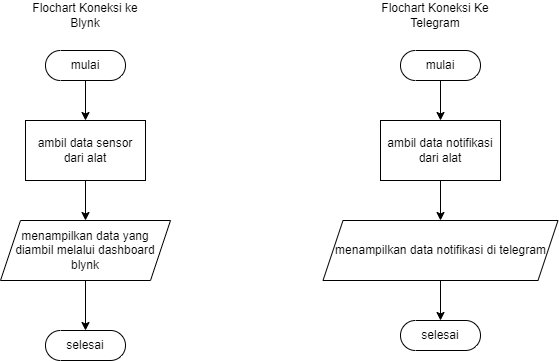 Flochart Koneksi ke
Blynk
mulai
ambil data sensor
dari alat
menampilkan data yang
diambil melalui dashboard
blynk
selesai
Flochart Koneksi Ke
Telegram
mulai
ambil data notifikasi
dari alat
menampilkan data notifikasi di telegram
selesai